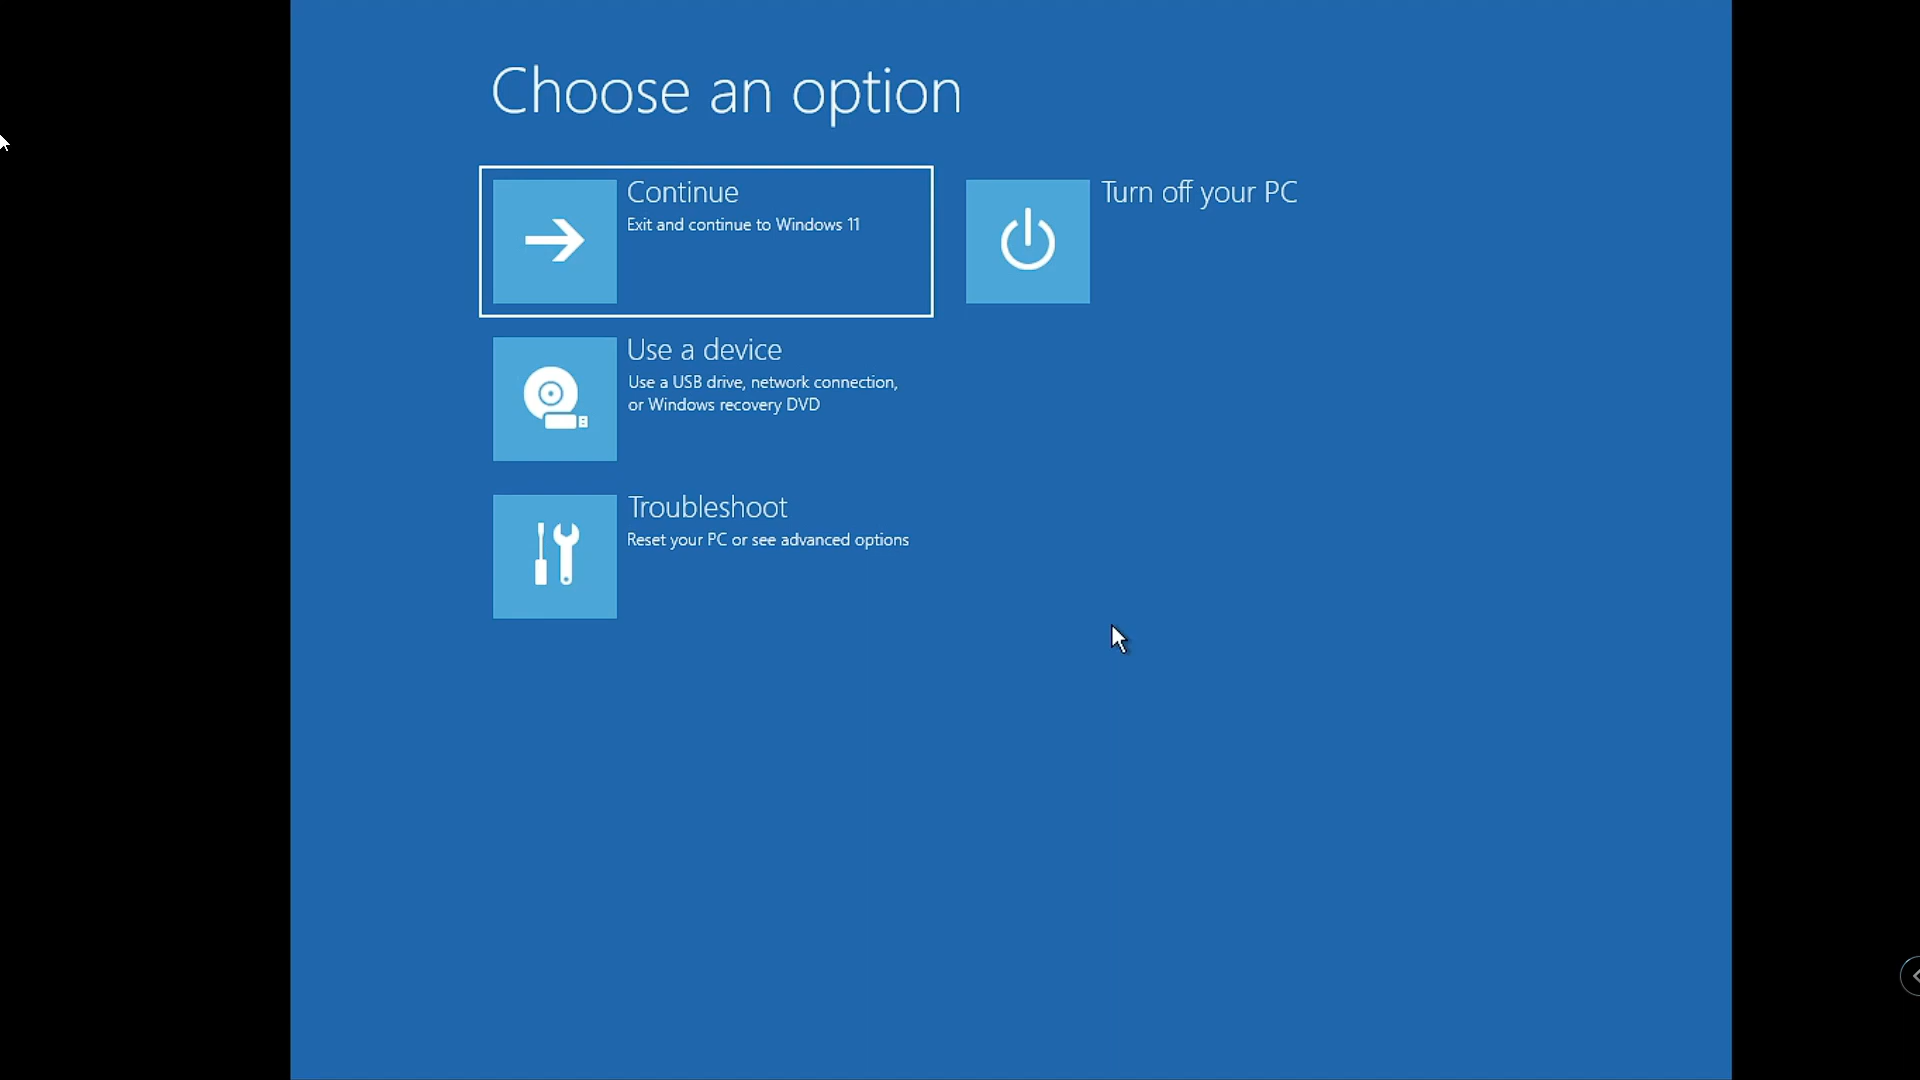 Choose an option
Continue
Exit and continue to Windows 11
Turn off your PC
Use a device
Use a USB drive, network connection,
or Windows recovery DVD
Troubleshoot
Reset your PC or see advanced options